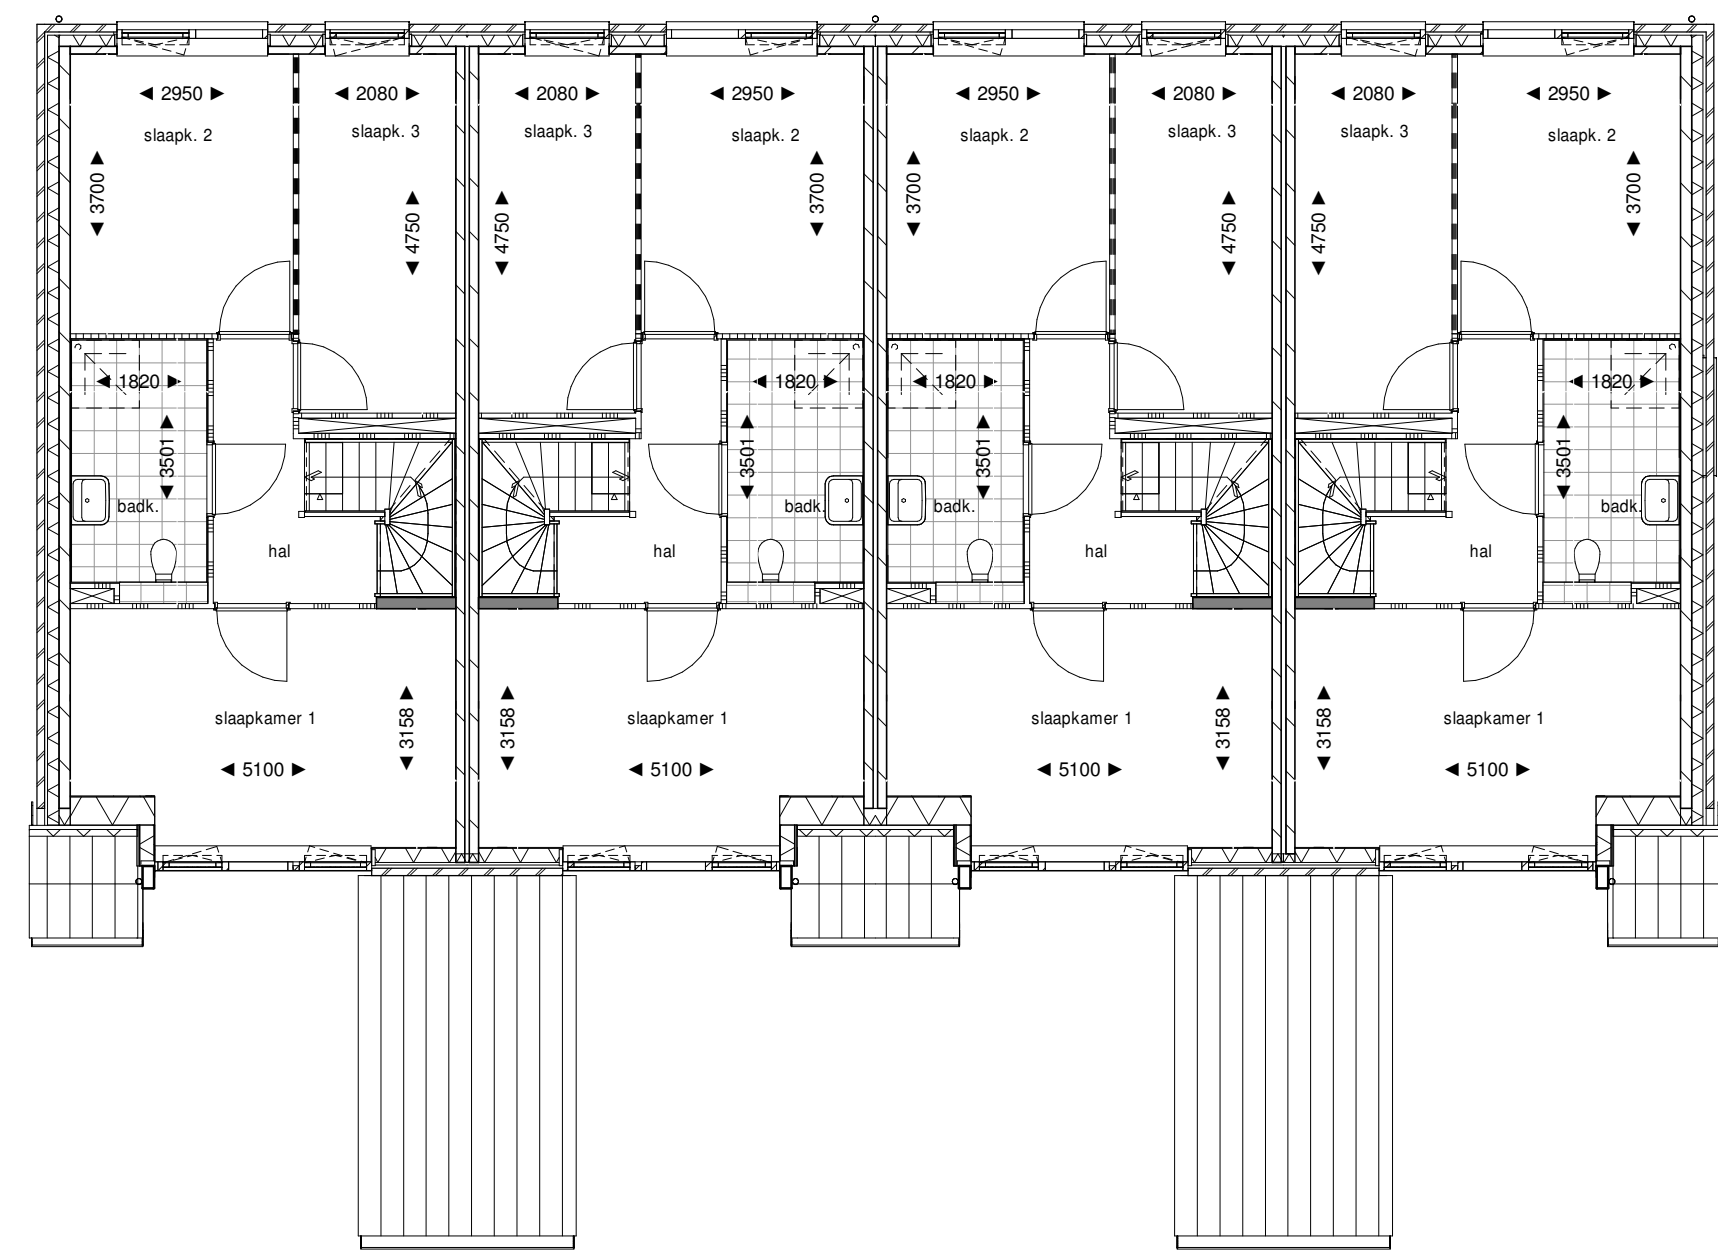 2950 2080 2080 2950 2950 2080 2080 2950
slaapk. 2 slaapk. 3 slaapk. 3 slaapk. 2 slaapk. 2 slaapk. 3 slaapk. 3 slaapk. 2
3700 4750 4750 3700 3700 4750 4750 3700
1820 1820 1820 1820
3501 3501 3501 3501
badk. badk. badk. badk.
hal hal hal hal
slaapkamer 1 slaapkamer 1 slaapkamer 1 slaapkamer 1
3158 3158 3158 3158
5100 5100 5100 5100